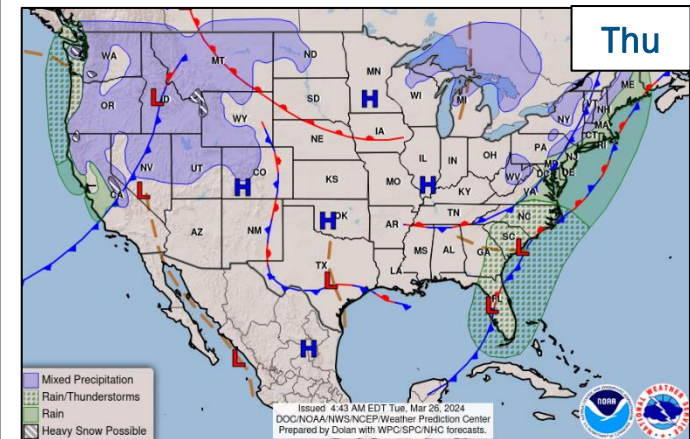 Thu
WA
MT
ND
MN
ME
OR
ID
WI
MI
VT
NH
NY
MA
CT
RI
SD
WY
H
L
IA
PA
NJ
NE
NV
UT
CO
IL
IN
OH
MD
DE
DC
WV
VA
KS
MO
KY
CA
H
H
L
AZ
NM
OK
H
AR
TN
NC
SC
MS
AL
GA
L
TX
LA
L
FL
L
L
H
Mixed Precipitation
Rain/Thunderstorms
Rain
Heavy Snow Possible
Issued 4:43 AM EDT Tue, Mar 26, 2024
DOC/NOAA/NWS/NCEP/Weather Prediction Center
Prepared by Dolan with WPC/SPC/NHC forecasts.
NOAA
NATIONAL WEATHER SERVICE